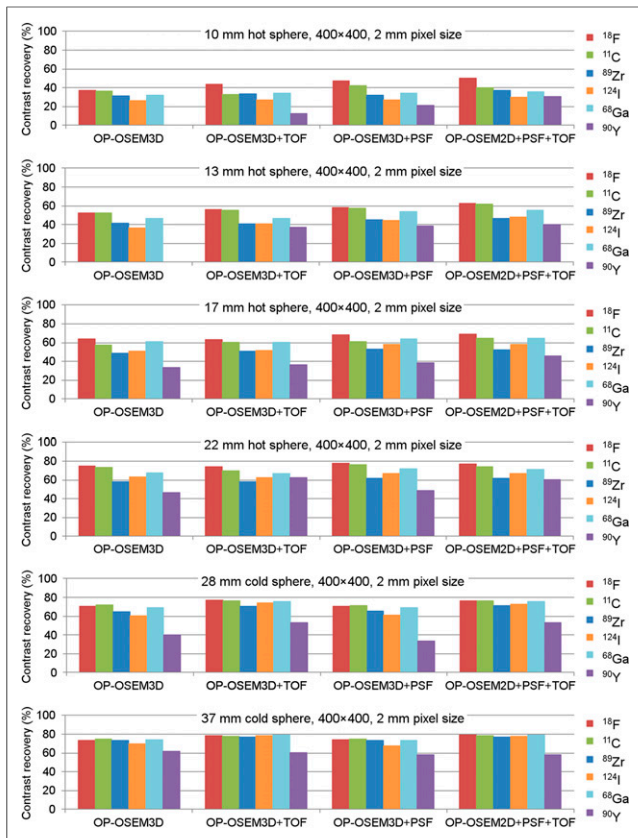 10 mm hot sphere, 400×400, 2 mm pixel size
Contrast recovery (%)
100
80
60
40
20
0
OP-OSEM3D OP-OSEM3D+TOF OP-OSEM3D+PSF OP-OSEM2D+PSF+TOF
¹⁸F
¹¹C
⁸⁹Zr
¹²⁴I
⁶⁸Ga
⁹⁰Y
13 mm hot sphere, 400×400, 2 mm pixel size
Contrast recovery (%)
100
80
60
40
20
0
OP-OSEM3D OP-OSEM3D+TOF OP-OSEM3D+PSF OP-OSEM2D+PSF+TOF
¹⁸F
¹¹C
⁸⁹Zr
¹²⁴I
⁶⁸Ga
⁹⁰Y
17 mm hot sphere, 400×400, 2 mm pixel size
Contrast recovery (%)
100
80
60
40
20
0
OP-OSEM3D OP-OSEM3D+TOF OP-OSEM3D+PSF OP-OSEM2D+PSF+TOF
¹⁸F
¹¹C
⁸⁹Zr
¹²⁴I
⁶⁸Ga
⁹⁰Y
22 mm hot sphere, 400×400, 2 mm pixel size
Contrast recovery (%)
100
80
60
40
20
0
OP-OSEM3D OP-OSEM3D+TOF OP-OSEM3D+PSF OP-OSEM2D+PSF+TOF
¹⁸F
¹¹C
⁸⁹Zr
¹²⁴I
⁶⁸Ga
⁹⁰Y
28 mm cold sphere, 400×400, 2 mm pixel size
Contrast recovery (%)
100
80
60
40
20
0
OP-OSEM3D OP-OSEM3D+TOF OP-OSEM3D+PSF OP-OSEM2D+PSF+TOF
¹⁸F
¹¹C
⁸⁹Zr
¹²⁴I
⁶⁸Ga
⁹⁰Y
37 mm cold sphere, 400×400, 2 mm pixel size
Contrast recovery (%)
100
80
60
40
20
0
OP-OSEM3D OP-OSEM3D+TOF OP-OSEM3D+PSF OP-OSEM2D+PSF+TOF
¹⁸F
¹¹C
⁸⁹Zr
¹²⁴I
⁶⁸Ga
⁹⁰Y